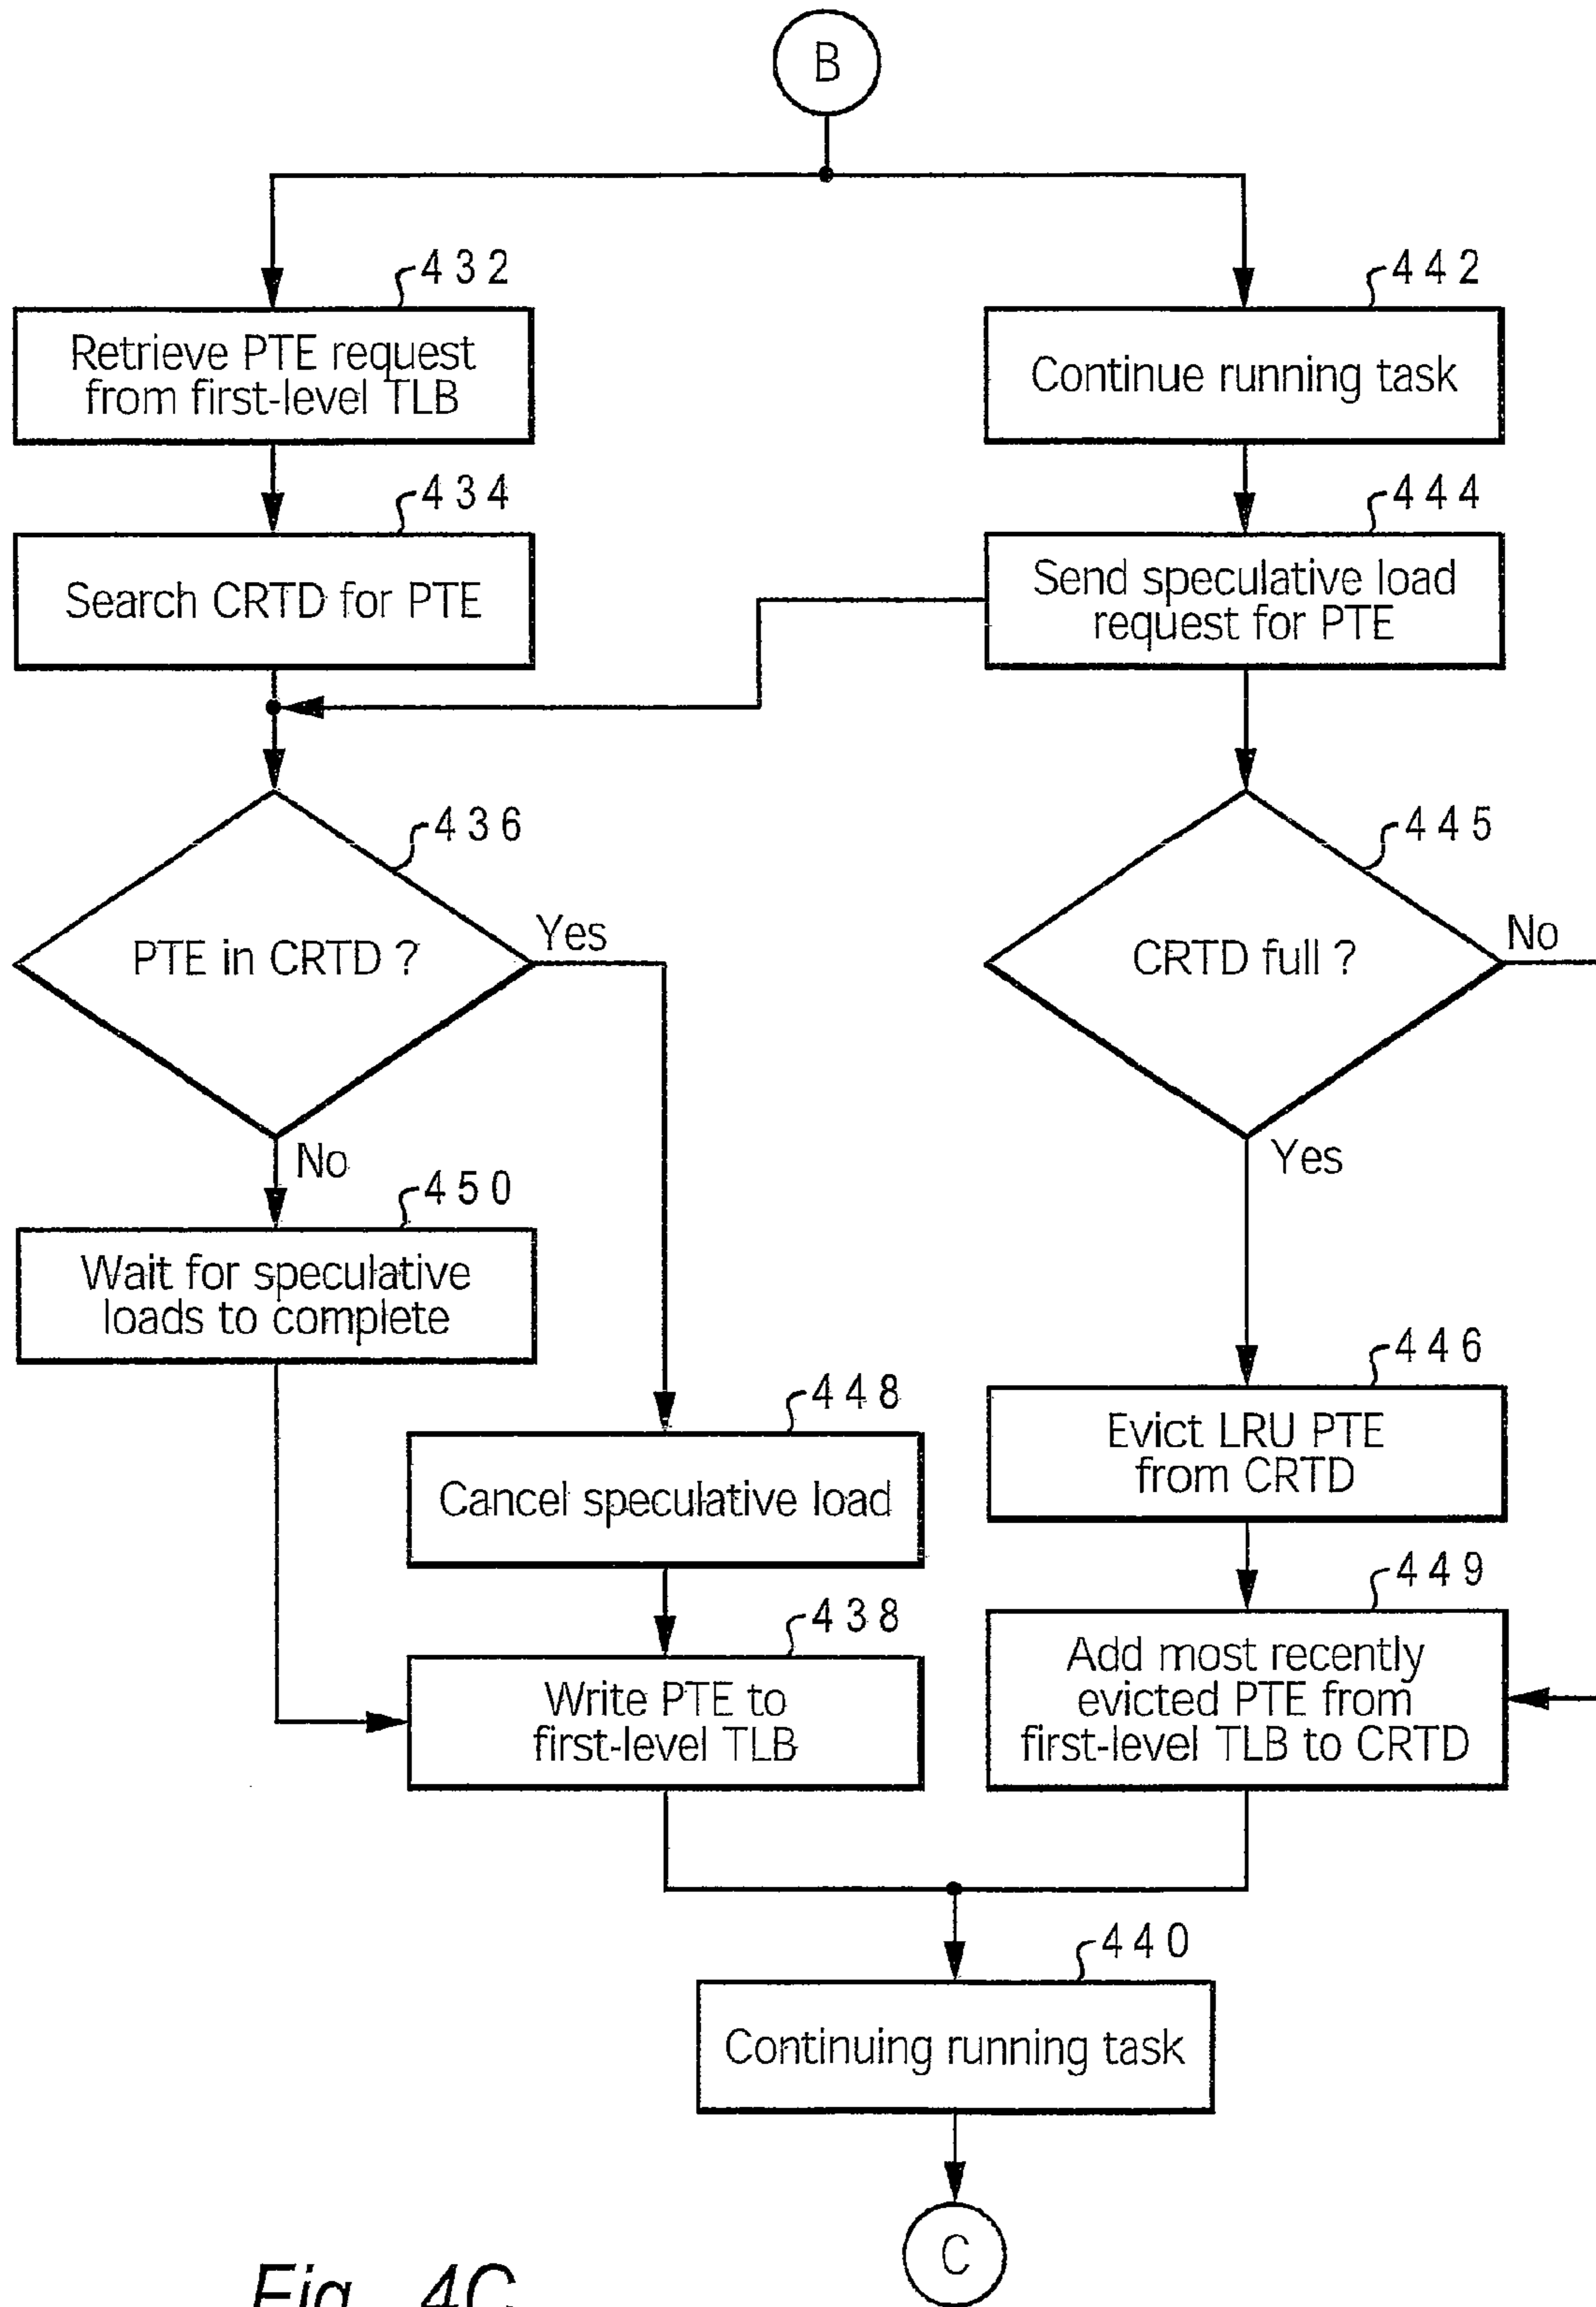 B
432
Retrieve PTE request
from first-level TLB
442
Continue running task
434
Search CRTD for PTE
444
Send speculative load
request for PTE
436
PTE in CRTD ?
Yes
No
445
CRTD full ?
No
Yes
450
Wait for speculative
loads to complete
448
Cancel speculative load
446
Evict LRU PTE
from CRTD
438
Write PTE to
first-level TLB
449
Add most recently
evicted PTE from
first-level TLB to CRTD
440
Continuing running task
C
Fig. 4C